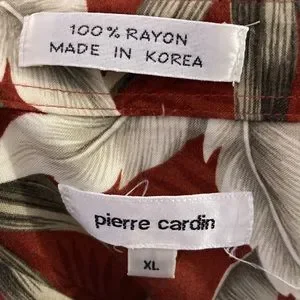 100% RAYON
MADE IN KOREA
pierre cardin
XL